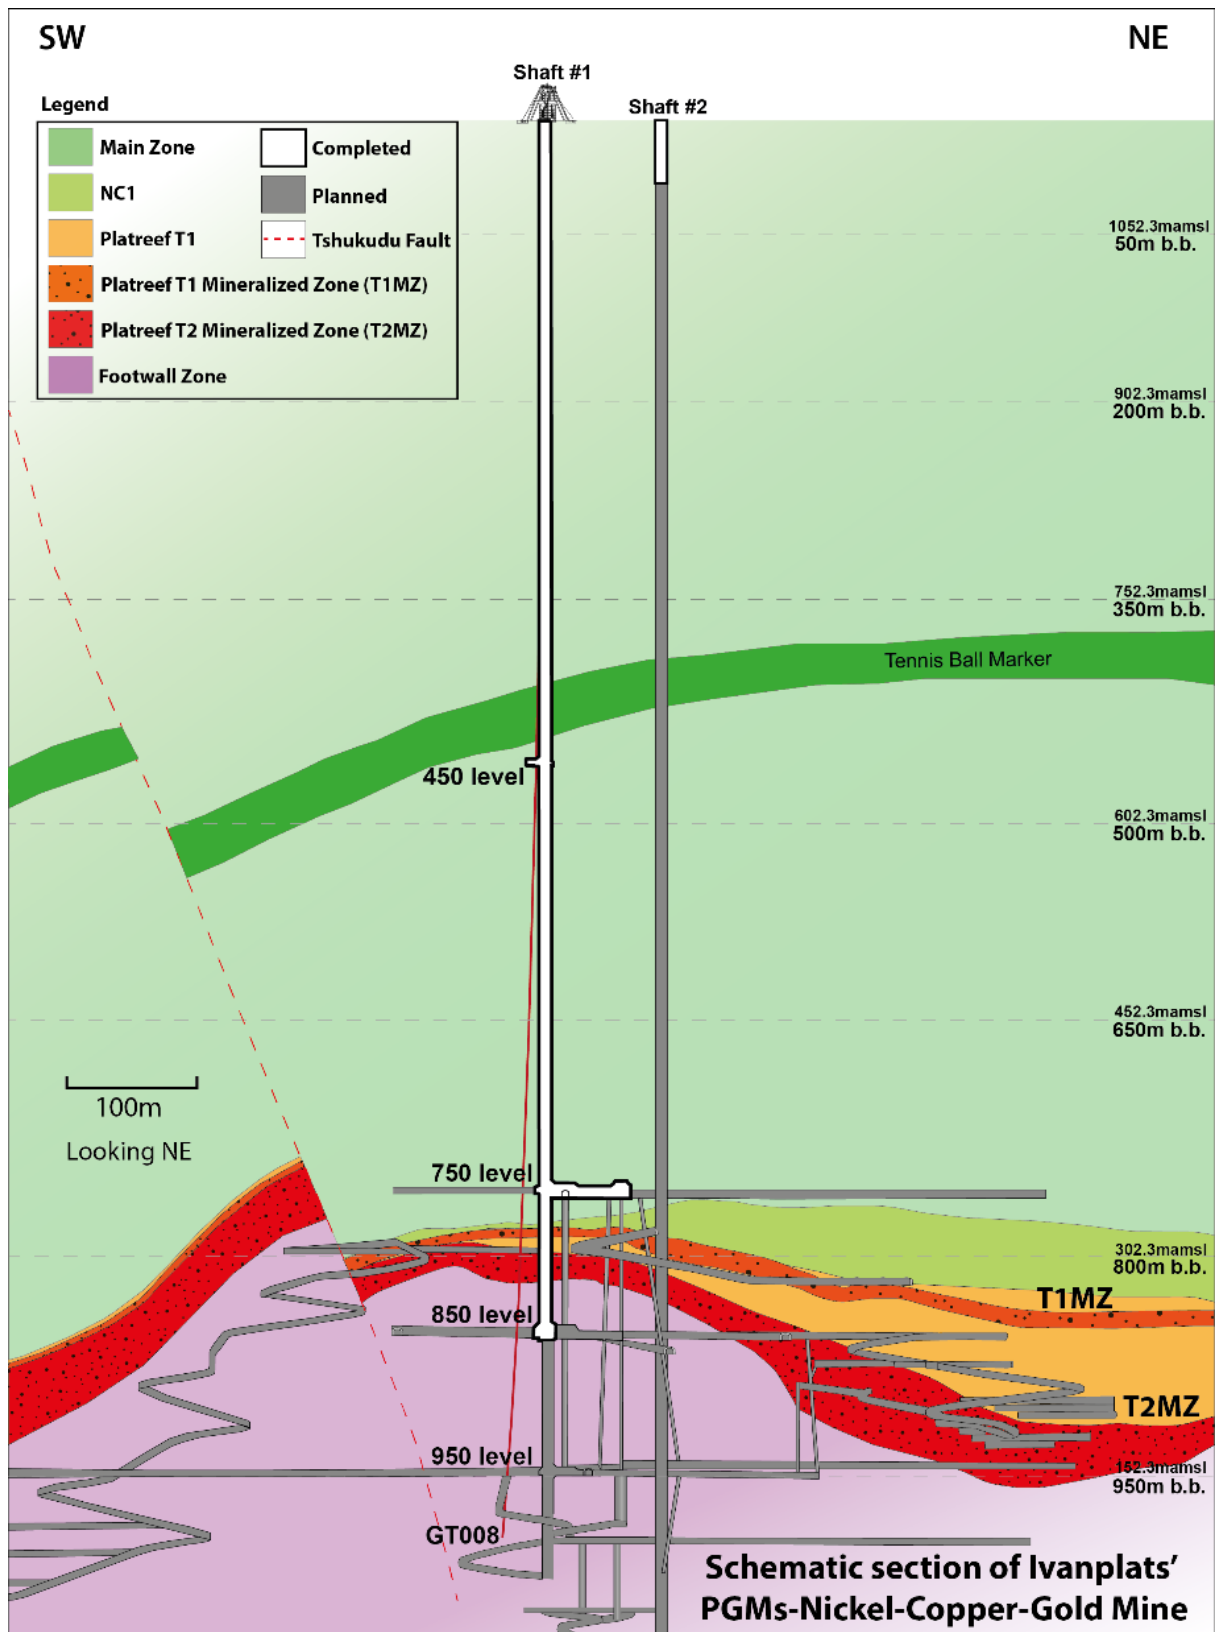 SW
NE
Shaft #1
Shaft #2
Legend
Main Zone
Completed
NC1
Planned
Platreef T1
Tshukudu Fault
Platreef T1 Mineralized Zone (T1MZ)
Platreef T2 Mineralized Zone (T2MZ)
Footwall Zone
1052.3mamsl
50m b.b.
902.3mamsl
200m b.b.
752.3mamsl
350m b.b.
Tennis Ball Marker
450 level
602.3mamsl
500m b.b.
452.3mamsl
650m b.b.
100m
Looking NE
750 level
302.3mamsl
800m b.b.
T1MZ
850 level
T2MZ
950 level
152.3mamsl
950m b.b.
GT008
Schematic section of Ivanplats’
PGMs-Nickel-Copper-Gold Mine